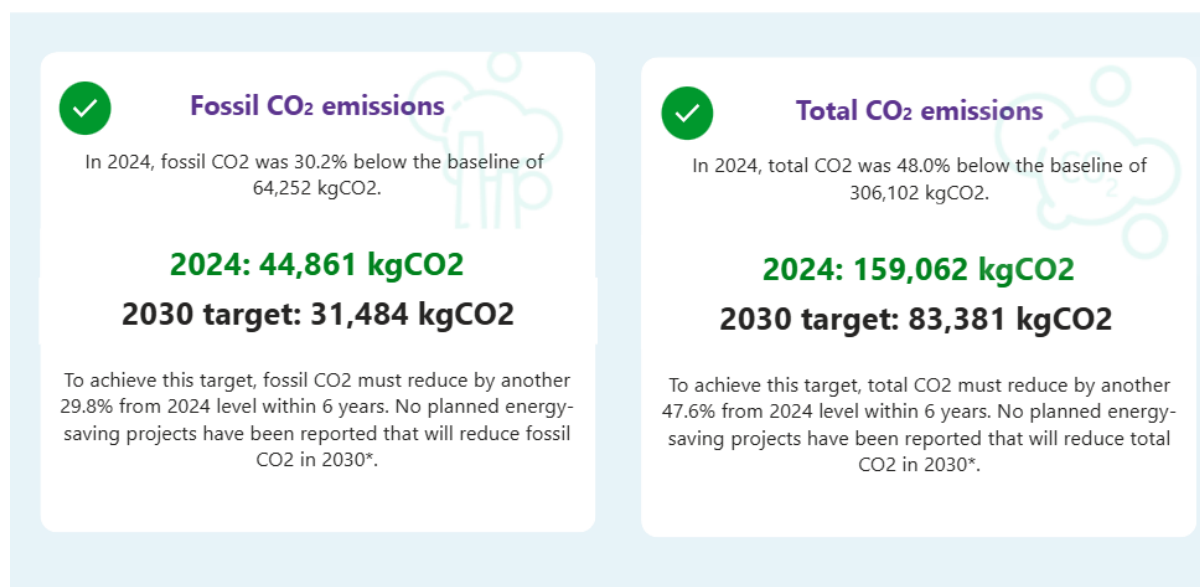 Fossil CO₂ emissions
In 2024, fossil CO2 was 30.2% below the baseline of
64,252 kgCO2.
2024: 44,861 kgCO2
2030 target: 31,484 kgCO2
To achieve this target, fossil CO2 must reduce by another
29.8% from 2024 level within 6 years. No planned energy-
saving projects have been reported that will reduce fossil
CO2 in 2030*.
Total CO₂ emissions
CO₂
In 2024, total CO2 was 48.0% below the baseline of
306,102 kgCO2.
2024: 159,062 kgCO2
2030 target: 83,381 kgCO2
To achieve this target, total CO2 must reduce by another
47.6% from 2024 level within 6 years. No planned energy-
saving projects have been reported that will reduce total
CO2 in 2030*.